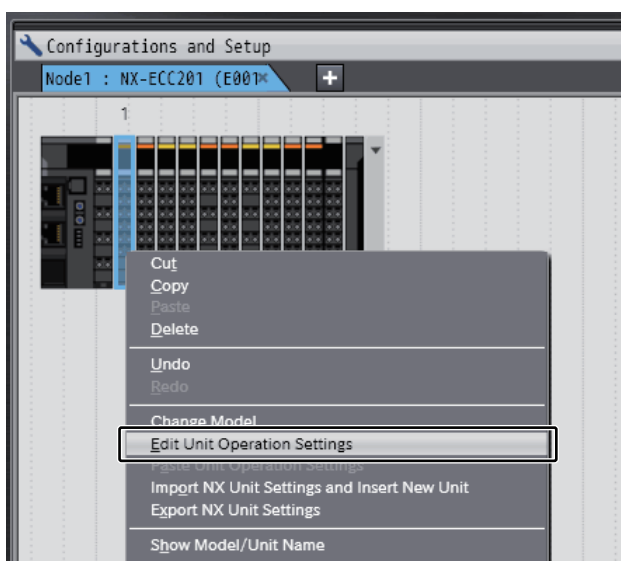 Configurations and Setup
Node1 : NX-ECC201 (E001
1
Cut
Copy
Paste
Delete
Undo
Redo
Change Model
Edit Unit Operation Settings
Paste Unit Operation Settings
Import NX Unit Settings and Insert New Unit
Export NX Unit Settings
Show Model/Unit Name